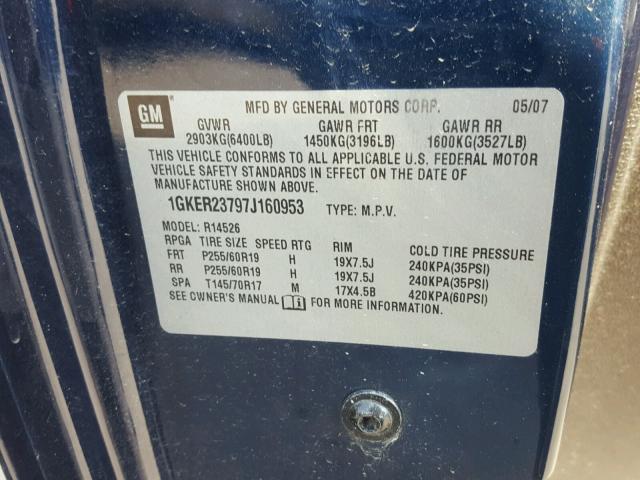 GM MFD BY GENERAL MOTORS CORP. 05/07
GVWR GAWR FRT GAWR RR
2903KG(6400LB) 1450KG(3196LB) 1600KG(3527LB)
THIS VEHICLE CONFORMS TO ALL APPLICABLE U.S. FEDERAL MOTOR
VEHICLE SAFETY STANDARDS IN EFFECT ON THE DATE OF
MANUFACTURE SHOWN ABOVE.
1GKER23797J160953 TYPE: M.P.V.
MODEL: R14526
RPGA TIRE SIZE SPEED RTG RIM COLD TIRE PRESSURE
FRT P255/60R19 H 19X7.5J 240KPA(35PSI)
RR P255/60R19 H 19X7.5J 240KPA(35PSI)
SPA T145/70R17 M 17X4.5B 420KPA(60PSI)
SEE OWNER'S MANUAL FOR MORE INFORMATION.